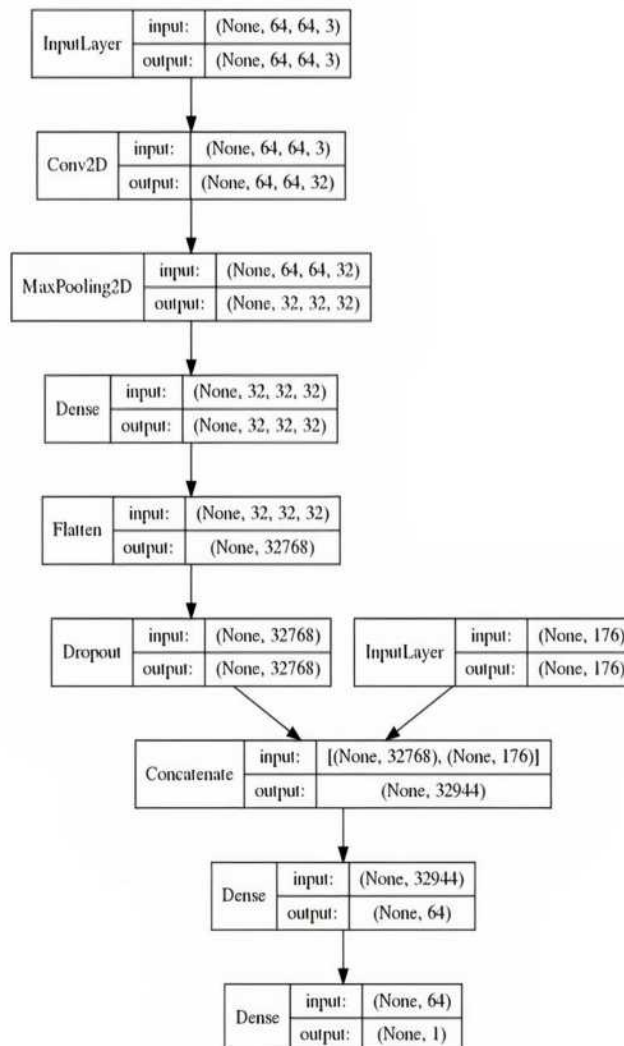 InputLayer input: (None, 64, 64, 3)
output: (None, 64, 64, 3)
Conv2D input: (None, 64, 64, 3)
output: (None, 64, 64, 32)
MaxPooling2D input: (None, 64, 64, 32)
output: (None, 32, 32, 32)
Dense input: (None, 32, 32, 32)
output: (None, 32, 32, 32)
Flatten input: (None, 32, 32, 32)
output: (None, 32768)
Dropout input: (None, 32768)
output: (None, 32768)
InputLayer input: (None, 176)
output: (None, 176)
Concatenate input: [(None, 32768), (None, 176)]
output: (None, 32944)
Dense input: (None, 32944)
output: (None, 64)
Dense input: (None, 64)
output: (None, 1)